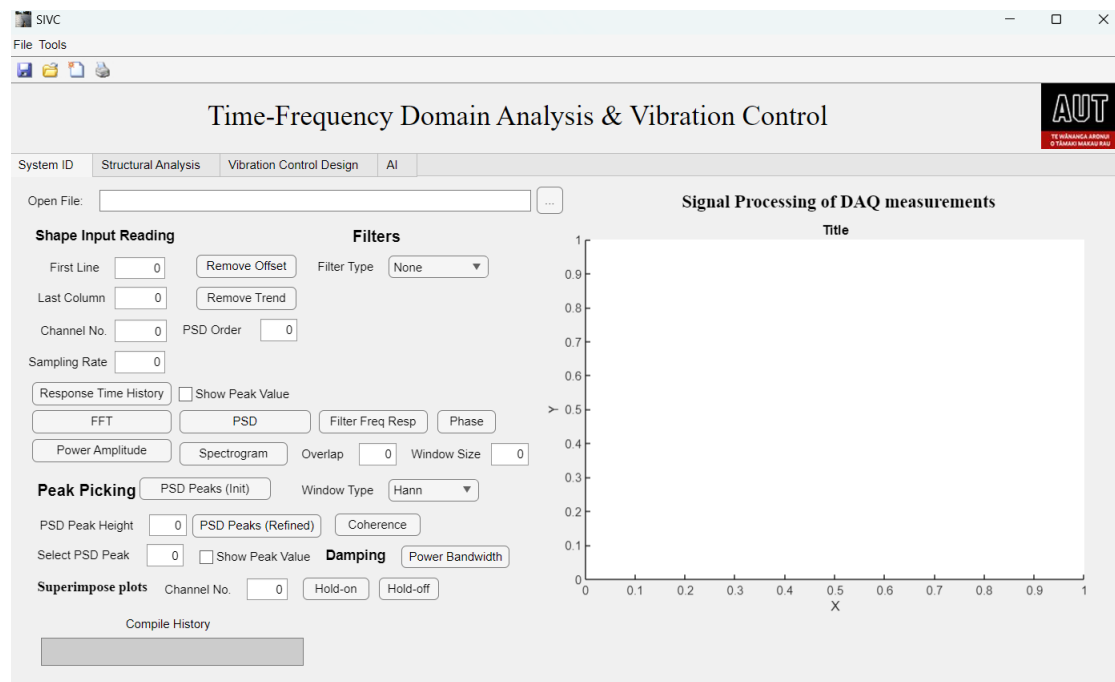 SIVC
File Tools
Time-Frequency Domain Analysis & Vibration Control
AUT
TE WĀNANGA ARONUI
O TĀMAKI MAKAU RAU
System ID Structural Analysis Vibration Control Design AI
Open File: ...
Signal Processing of DAQ measurements
Shape Input Reading Filters
First Line 0 Remove Offset Filter Type None
Last Column 0 Remove Trend
Channel No. 0 PSD Order 0
Sampling Rate 0
Response Time History Show Peak Value
FFT PSD Filter Freq Resp Phase
Power Amplitude Spectrogram Overlap 0 Window Size 0
Peak Picking PSD Peaks (Init) Window Type Hann
PSD Peak Height 0 PSD Peaks (Refined) Coherence
Select PSD Peak 0 Show Peak Value Damping Power Bandwidth
Superimpose plots Channel No. 0 Hold-on Hold-off
Compile History
Title
1
0.9
0.8
0.7
0.6
Y 0.5
0.4
0.3
0.2
0.1
0
0 0.1 0.2 0.3 0.4 0.5 0.6 0.7 0.8 0.9 1
X